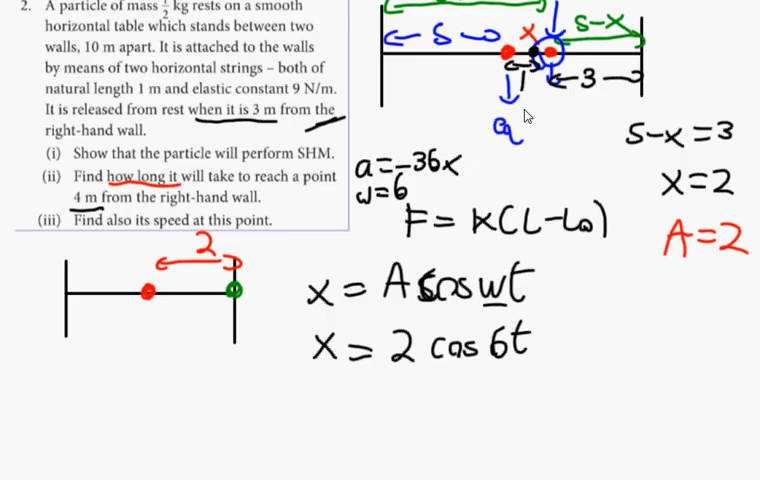 2. A particle of mass ½ kg rests on a smooth
horizontal table which stands between two
walls, 10 m apart. It is attached to the walls
by means of two horizontal strings – both of
natural length 1 m and elastic constant 9 N/m.
It is released from rest when it is 3 m from the
right-hand wall.
(i) Show that the particle will perform SHM.
(ii) Find how long it will take to reach a point
4 m from the right-hand wall.
(iii) Find also its speed at this point.
5
x
5-x
1
3
eq
a=-36x
ω=6
F = K(L-L₀)
5-x=3
x=2
A=2
2
x = A cos ωt
x = 2 cos 6t